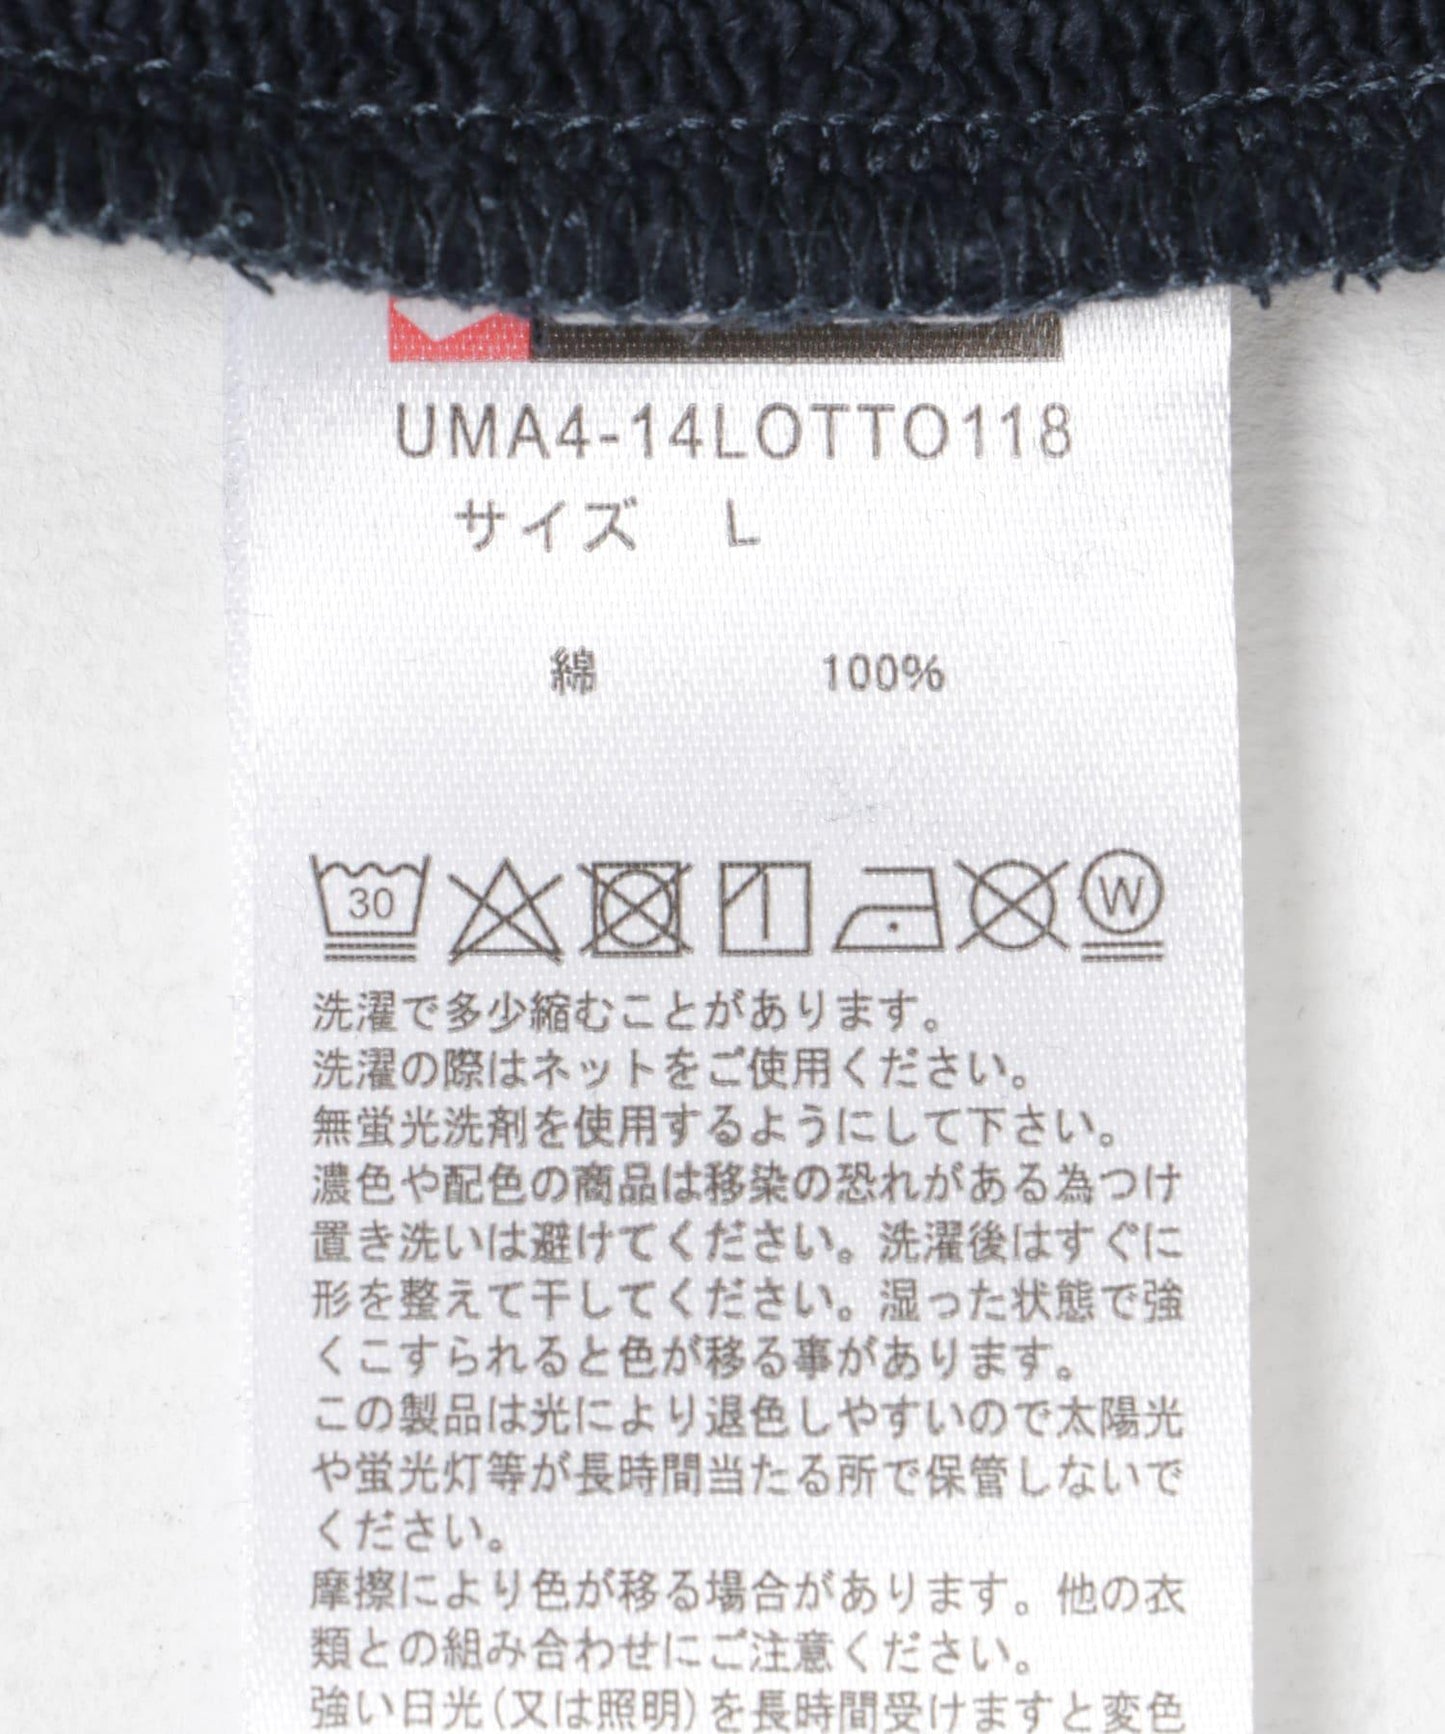 UMA4-14LOTTO118
サイズ L
綿 100%
30 W
洗濯で多少縮むことがあります。
洗濯の際はネットをご使用ください。
無蛍光洗剤を使用するようにして下さい。
濃色や配色の商品は移染の恐れがある為つけ
置き洗いは避けてください。洗濯後はすぐに
形を整えて干してください。湿った状態で強
くこすられると色が移る事があります。
この製品は光により退色しやすいので太陽光
や蛍光灯等が長時間当たる所で保管しないで
ください。
摩擦により色が移る場合があります。他の衣
類との組み合わせにご注意ください。
強い日光(又は照明)を長時間受けますと変色